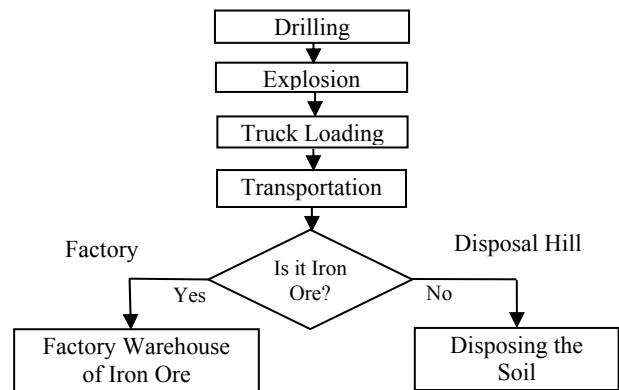 Drilling
Explosion
Truck Loading
Transportation
Factory
Disposal Hill
Is it Iron
Ore?
Yes
No
Factory Warehouse
of Iron Ore
Disposing the
Soil